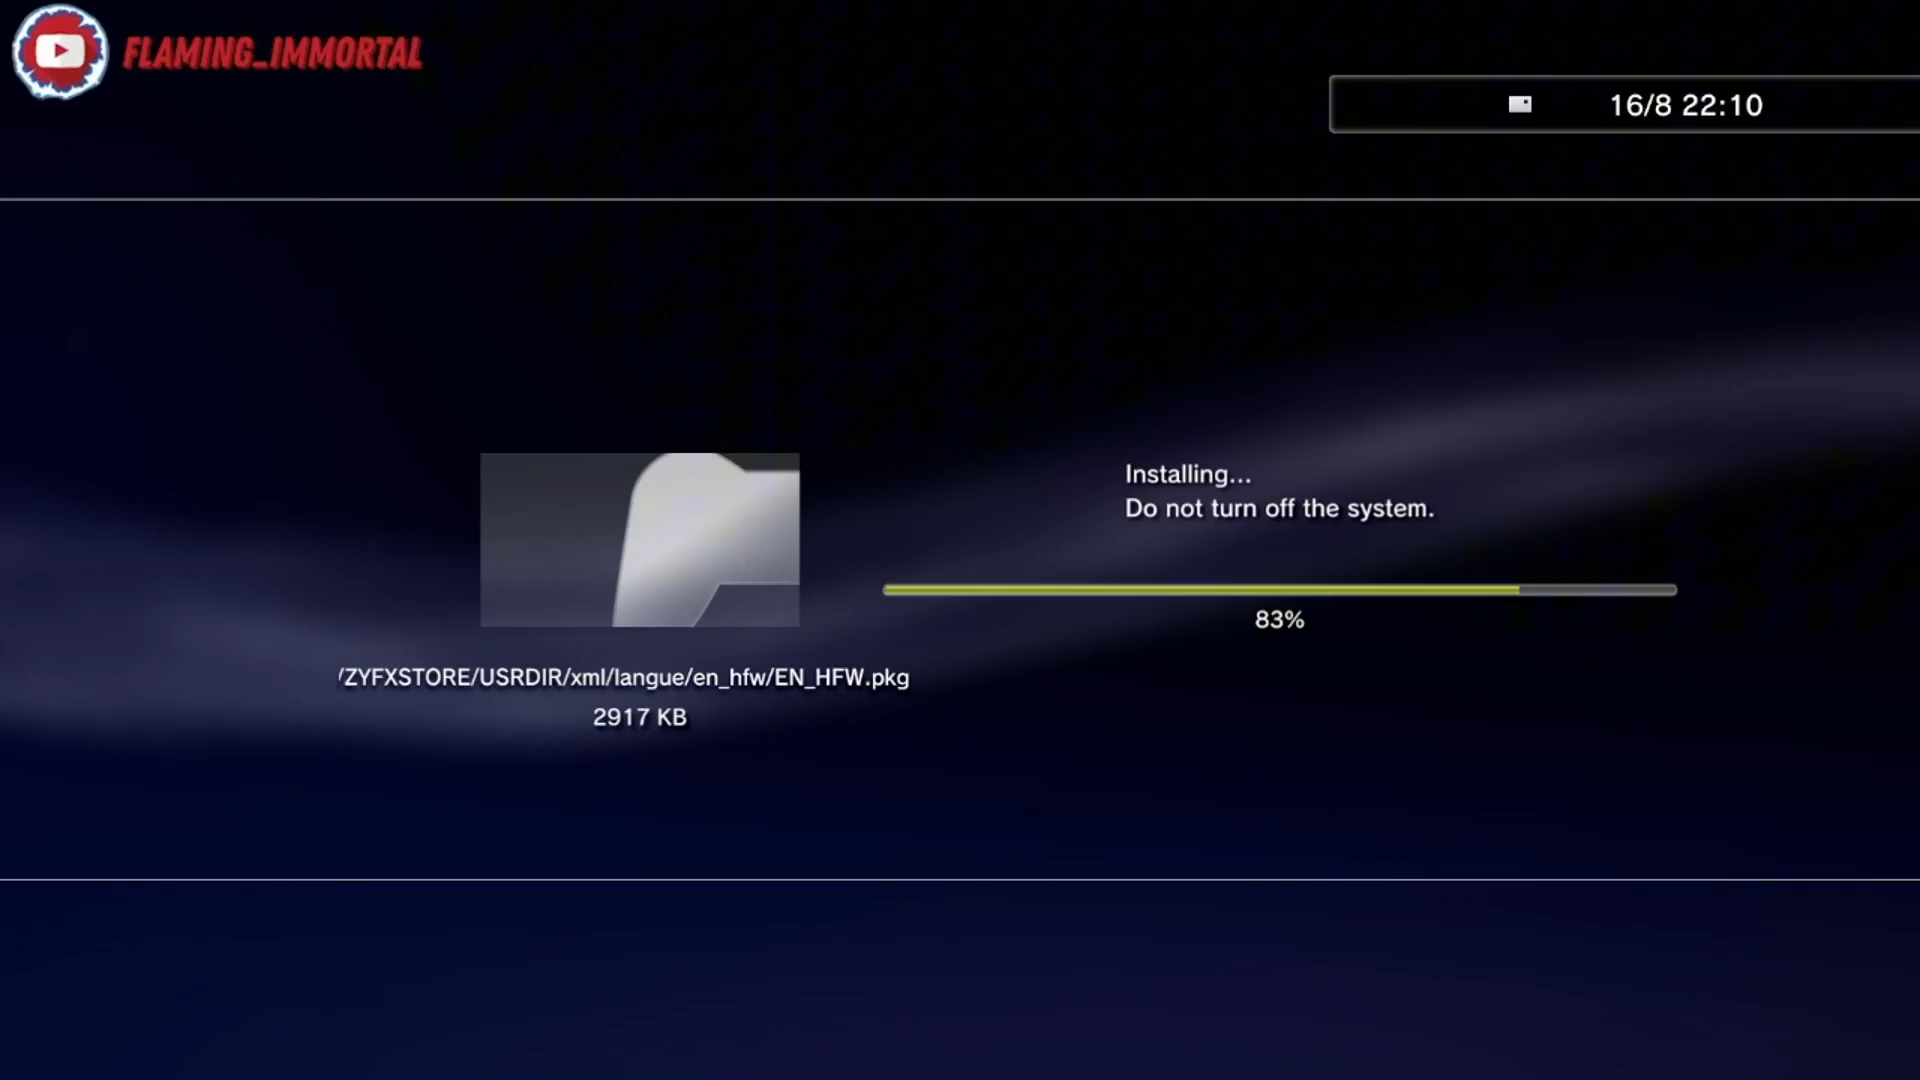 FLAMING_IMMORTAL
16/8 22:10
Installing...
Do not turn off the system.
83%
/ZYFXSTORE/USRDIR/xml/langue/en_hfw/EN_HFW.pkg
2917 KB